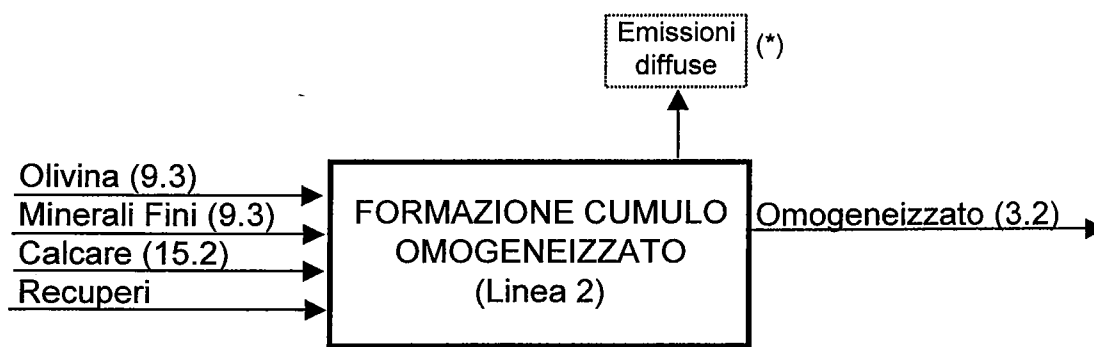 Emissioni
diffuse
(*)
Olivina (9.3)
Minerali Fini (9.3)
Calcare (15.2)
Recuperi
FORMAZIONE CUMULO
OMOGENEIZZATO
(Linea 2)
Omogeneizzato (3.2)